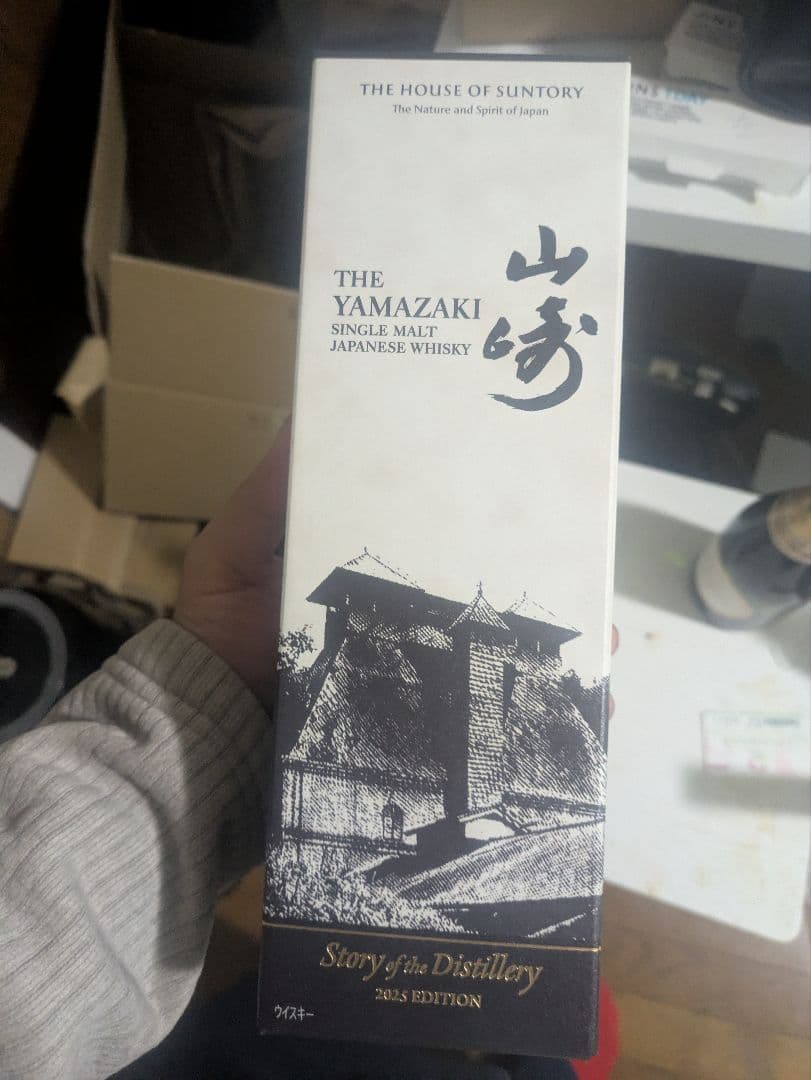 THE HOUSE OF SUNTORY
The Nature and Spirit of Japan
山崎
THE
YAMAZAKI
SINGLE MALT
JAPANESE WHISKY
Story of the Distillery
2025 EDITION
ウイスキー